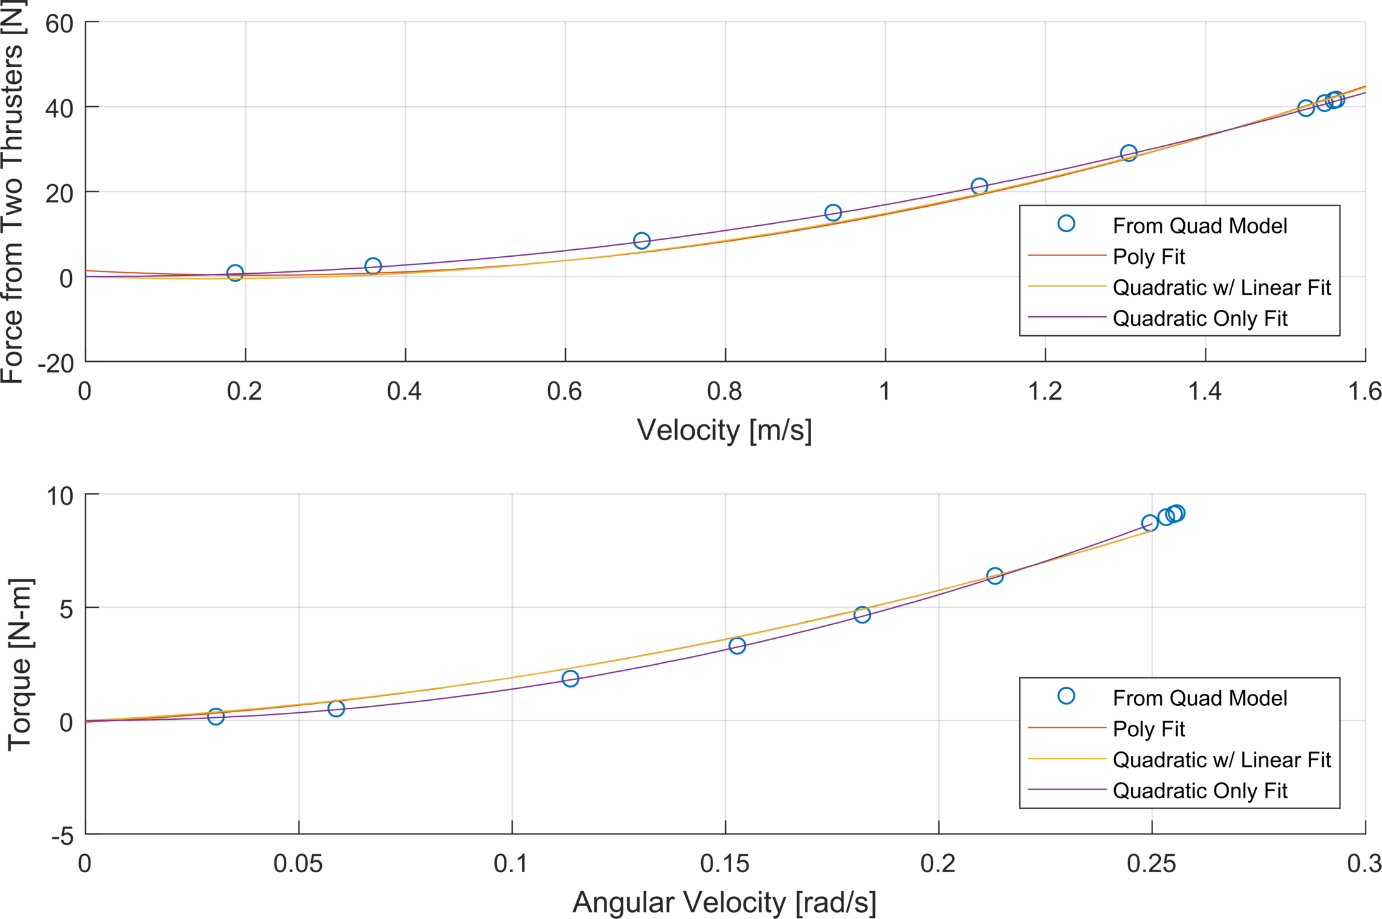 Force from Two Thrusters [N]
60
40
20
0
-20
0 0.2 0.4 0.6 0.8 1 1.2 1.4 1.6
Velocity [m/s]
From Quad Model
Poly Fit
Quadratic w/ Linear Fit
Quadratic Only Fit
Torque [N-m]
10
5
0
-5
0 0.05 0.1 0.15 0.2 0.25 0.3
Angular Velocity [rad/s]
From Quad Model
Poly Fit
Quadratic w/ Linear Fit
Quadratic Only Fit